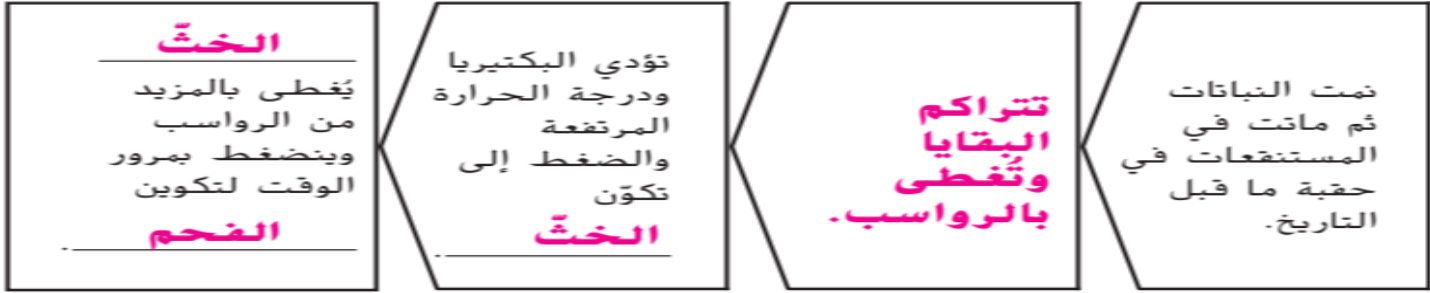 نمت النباتات
ثم ماتت في
المستنقعات في
حقبة ما قبل
التاريخ.
تتراكم
البقايا
وتُغطى
بالرواسب.
تؤدي البكتيريا
ودرجة الحرارة
المرتفعة
والضغط إلى
تكوّن
الخثّ.
الخثّ
يُغطى بالمزيد
من الرواسب
وينضغط بمرور
الوقت لتكوين
الفحم.